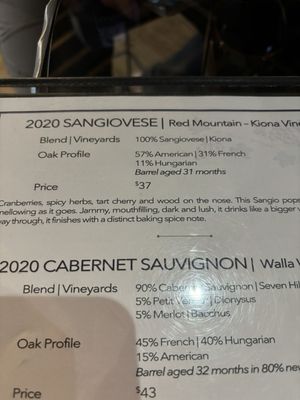 2020 SANGIOVESE | Red Mountain – Kiona Vine
Blend | Vineyards 100% Sangiovese | Kiona
Oak Profile 57% American | 31% French
11% Hungarian
Barrel aged 31 months
Price $37
Cranberries, spicy herbs, tart cherry and wood on the nose. This Sangio pops
mellowing as it goes. Jammy, mouthfilling, dark and lush, it drinks like a bigger
way through, it finishes with a distinct baking spice note.
2020 CABERNET SAUVIGNON | Walla
Blend | Vineyards 90% Cabernet Sauvignon | Seven Hil
5% Petit Verdot | Dionysus
5% Merlot | Bacchus
Oak Profile 45% French | 40% Hungarian
15% American
Barrel aged 32 months in 80% new
Price $43